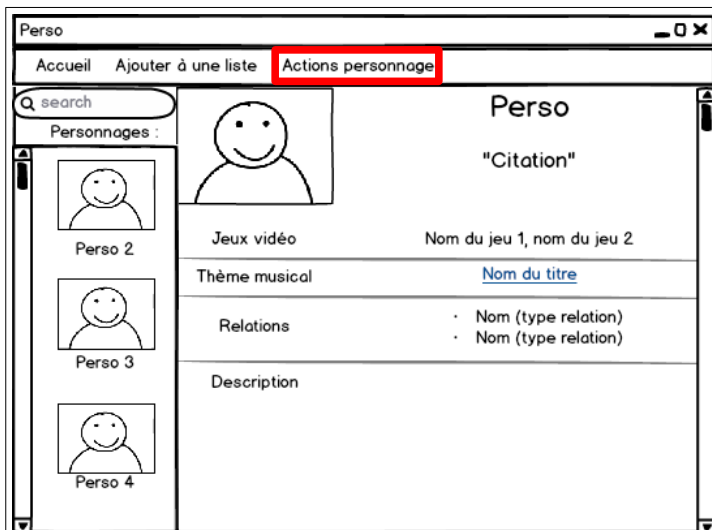 Perso
Accueil Ajouter à une liste Actions personnage
search
Personnages :
Perso 2
Perso 3
Perso 4
Perso
"Citation"
Jeux vidéo Nom du jeu 1, nom du jeu 2
Thème musical Nom du titre
Relations
· Nom (type relation)
· Nom (type relation)
Description